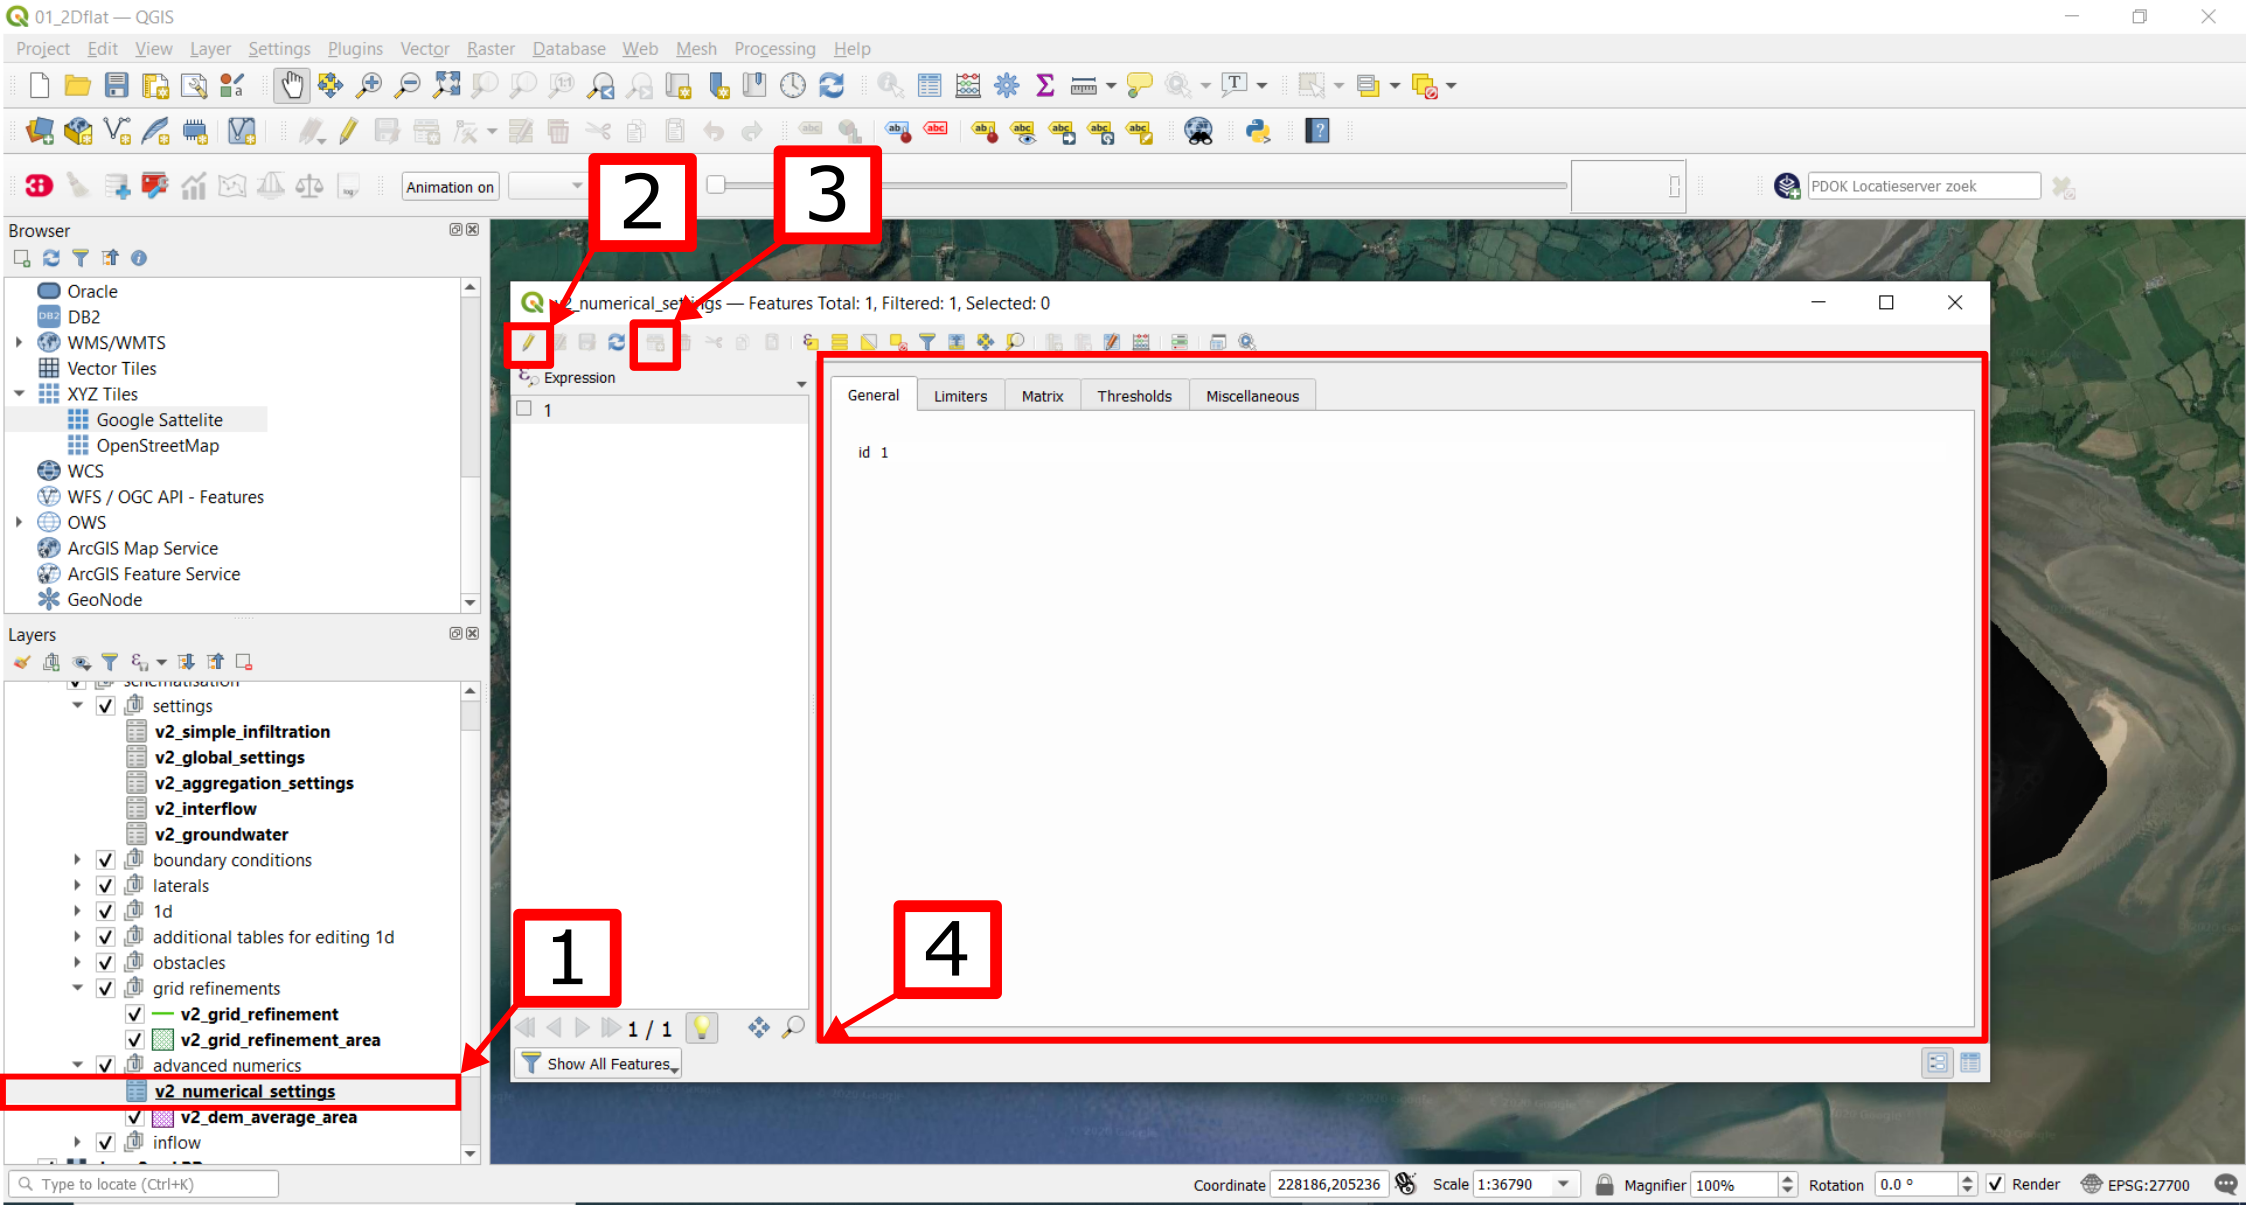 01_2Dflat — QGIS
Project Edit View Layer Settings Plugins Vector Raster Database Web Mesh Processing Help
Animation on
2
3
PDOK Locatieserver zoek
Browser
Oracle
DB2
WMS/WMTS
Vector Tiles
XYZ Tiles
Google Sattelite
OpenStreetMap
WCS
WFS / OGC API - Features
OWS
ArcGIS Map Service
ArcGIS Feature Service
GeoNode
Layers
schematisation
settings
v2_simple_infiltration
v2_global_settings
v2_aggregation_settings
v2_interflow
v2_groundwater
boundary conditions
laterals
1d
additional tables for editing 1d
obstacles
grid refinements
v2_grid_refinement
v2_grid_refinement_area
advanced numerics
v2_numerical_settings
v2_dem_average_area
inflow
v2_numerical_settings — Features Total: 1, Filtered: 1, Selected: 0
Expression
1
General Limiters Matrix Thresholds Miscellaneous
id 1
1
4
1 / 1
Show All Features
Type to locate (Ctrl+K)
Coordinate 228186,205236 Scale 1:36790 Magnifier 100% Rotation 0.0 ° Render EPSG:27700